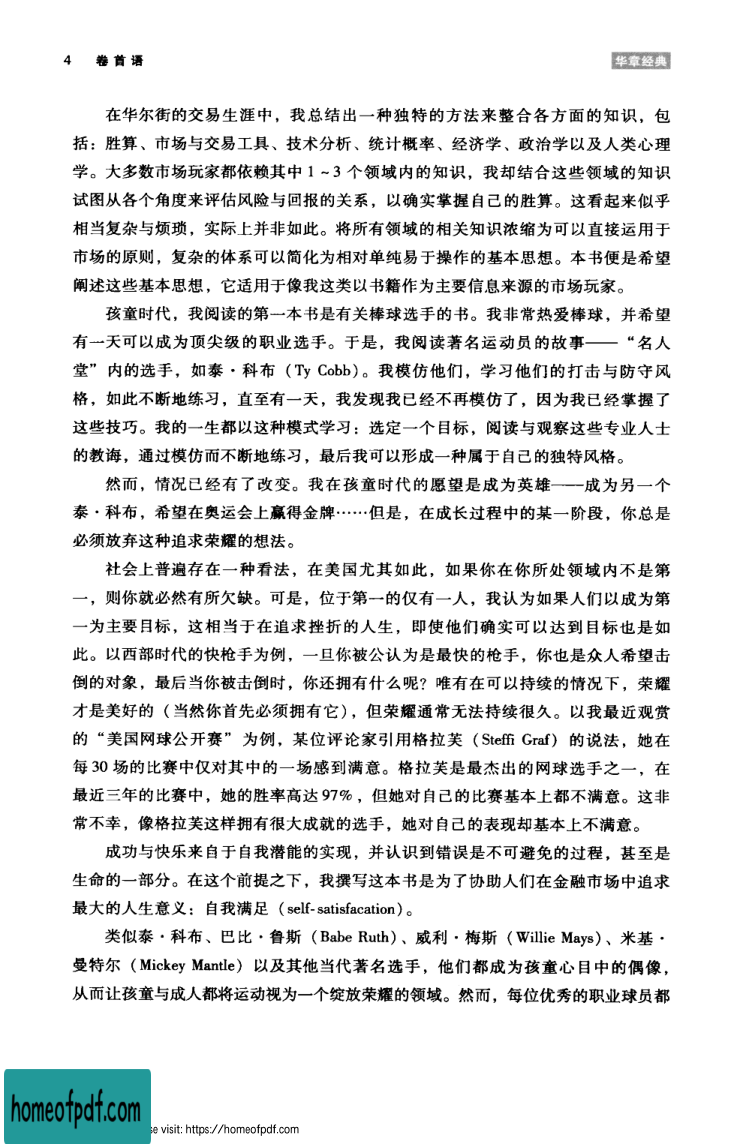 4 卷首语
华章经典
在华尔街的交易生涯中，我总结出一种独特的方法来整合各方面的知识，包
括：胜算、市场与交易工具、技术分析、统计概率、经济学、政治学以及人类心理
学。大多数市场玩家都依赖其中 1～3 个领域内的知识，我却结合这些领域的知识
试图从各个角度来评估风险与回报的关系，以确实掌握自己的胜算。这看起来似乎
相当复杂与烦琐，实际上并非如此。将所有领域的相关知识浓缩为可以直接运用于
市场的原则，复杂的体系可以简化为相对单纯易于操作的基本思想。本书便是希望
阐述这些基本思想，它适用于像我这类以书籍作为主要信息来源的市场玩家。
孩童时代，我阅读的第一本书是有关棒球选手的书。我非常热爱棒球，并希望
有一天可以成为顶尖级的职业选手。于是，我阅读著名运动员的故事——“名人
堂”内的选手，如泰·科布（Ty Cobb）。我模仿他们，学习他们的打击与防守风
格，如此不断地练习，直至有一天，我发现我已经不再模仿了，因为我已经掌握了
这些技巧。我的一生都以这种模式学习：选定一个目标，阅读与观察这些专业人士
的教诲，通过模仿而不断地练习，最后我可以形成一种属于自己的独特风格。
然而，情况已经有了改变。我在孩童时代的愿望是成为英雄——成为另一个
泰·科布，希望在奥运会上赢得金牌……但是，在成长过程中的某一阶段，你总是
必须放弃这种追求荣耀的想法。
社会上普遍存在一种看法，在美国尤其如此，如果你在你所处领域内不是第
一，则你就必然有所欠缺。可是，位于第一的仅有一人，我认为如果人们以成为第
一为主要目标，这相当于在追求挫折的人生，即使他们确实可以达到目标也是如
此。以西部时代的快枪手为例，一旦你被公认为是最快的枪手，你也是众人希望击
倒的对象，最后当你被击倒时，你还拥有什么呢？唯有在可以持续的情况下，荣耀
才是美好的（当然你首先必须拥有它），但荣耀通常无法持续很久。以我最近观赏
的“美国网球公开赛”为例，某位评论家引用格拉芙（Steffi Graf）的说法，她在
每 30 场的比赛中仅对其中的一场感到满意。格拉芙是最杰出的网球选手之一，在
最近三年的比赛中，她的胜率高达 97%，但她对自己的比赛基本上都不满意。这非
常不幸，像格拉芙这样拥有很大成就的选手，她对自己的表现却基本上不满意。
成功与快乐来自于自我潜能的实现，并认识到错误是不可避免的过程，甚至是
生命的一部分。在这个前提之下，我撰写这本书是为了协助人们在金融市场中追求
最大的人生意义：自我满足（self-satisfacation）。
类似泰·科布、巴比·鲁斯（Babe Ruth）、威利·梅斯（Willie Mays）、米基·
曼特尔（Mickey Mantle）以及其他当代著名选手，他们都成为孩童心目中的偶像，
从而让孩童与成人都将运动视为一个绽放荣耀的领域。然而，每位优秀的职业球员都
homeofpdf.com
se visit: https://homeofpdf.com